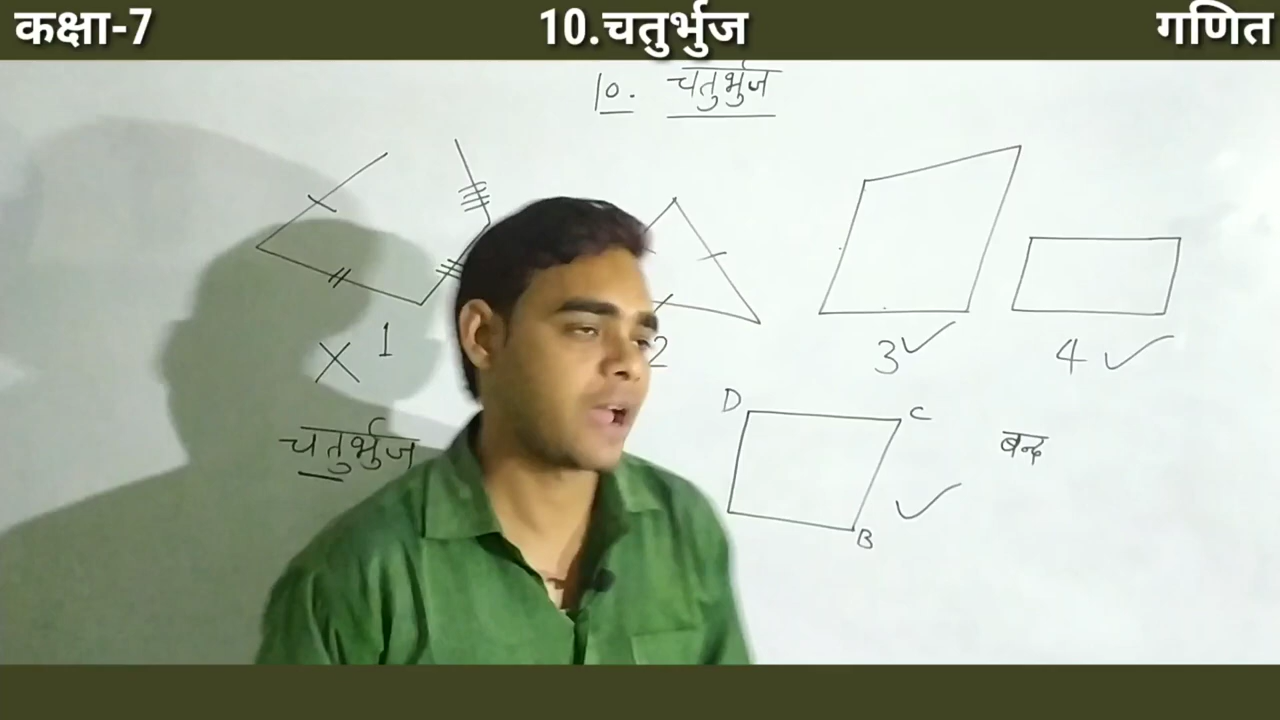 कक्षा-7 10.चतुर्भुज गणित
10. चतुर्भुज
1 2 3 4
D C
चतुर्भुज बन्द
B